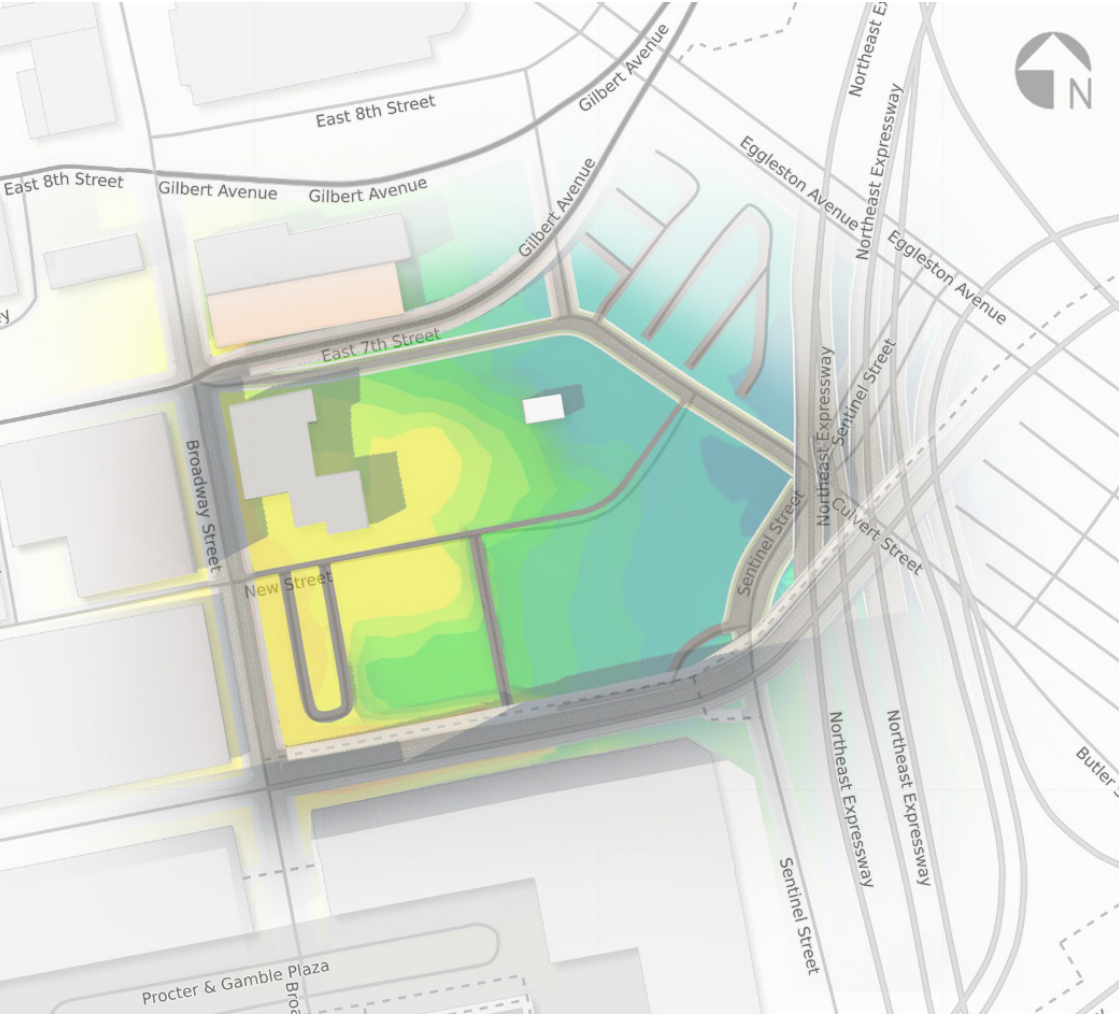 Northeast E
East 8th Street
Gilbert Avenue
Northeast Expressway
N
Eggleston Avenue
East 8th Street
Gilbert Avenue
Gilbert Avenue
Gilbert Avenue
Eggleston Avenue
East 7th Street
Northeast Expressway
Sentinel Street
Broadway Street
Sentinel Street
Culvert Street
New Street
Northeast Expressway
Northeast Expressway
Butler S
Sentinel Street
Procter & Gamble Plaza
Broa